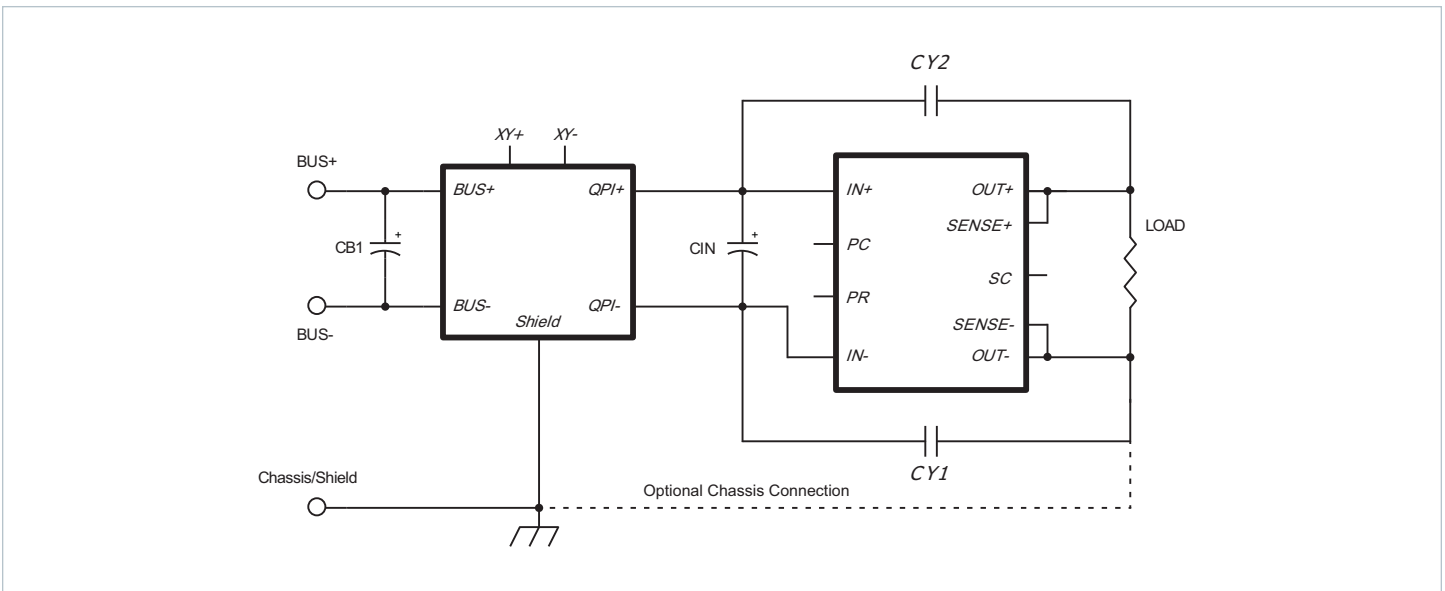 CY2
XY+ XY-
BUS+
BUS+ QPI+ IN+ OUT+
SENSE+
LOAD
CB1 + CIN + PC
SC
PR
BUS- QPI- SENSE-
BUS-
Shield
IN- OUT-
CY1
Chassis/Shield
Optional Chassis Connection